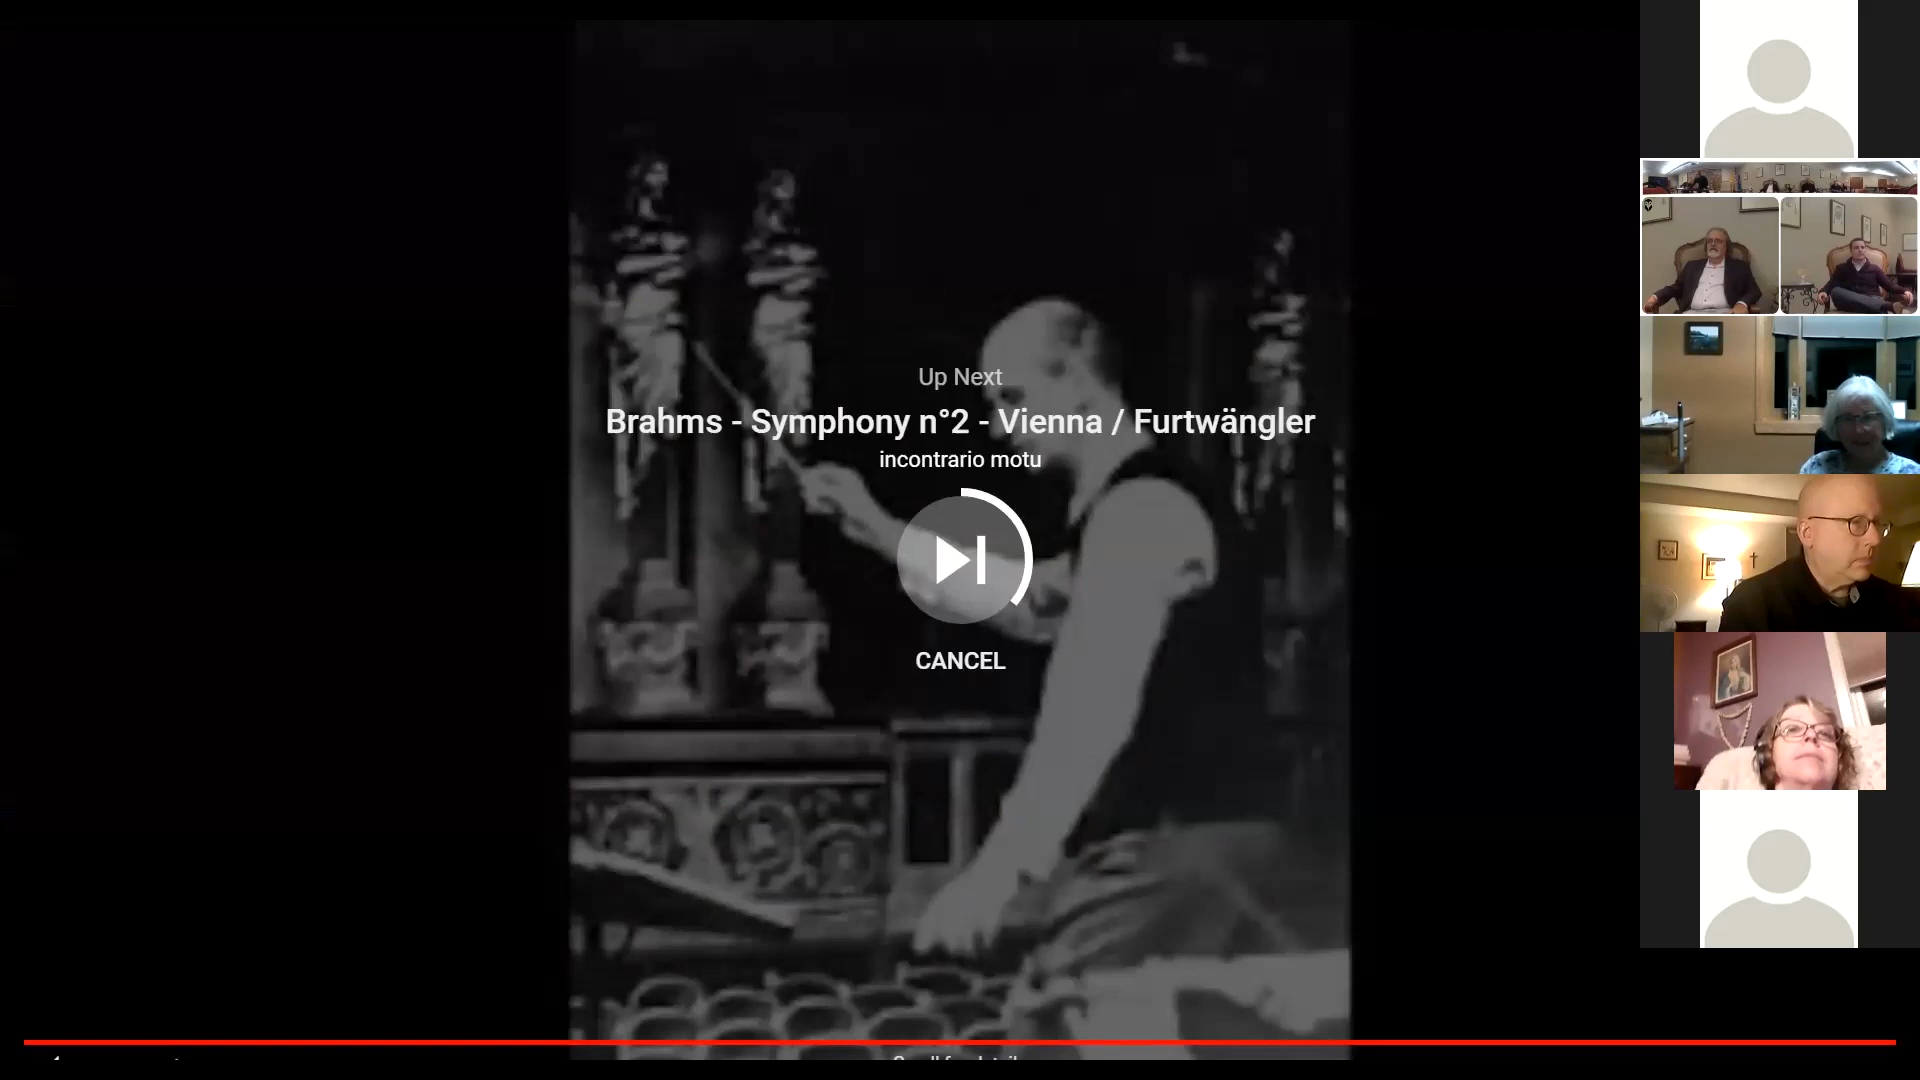 Up Next
Brahms - Symphony n°2 - Vienna / Furtwängler
incontrario motu
CANCEL